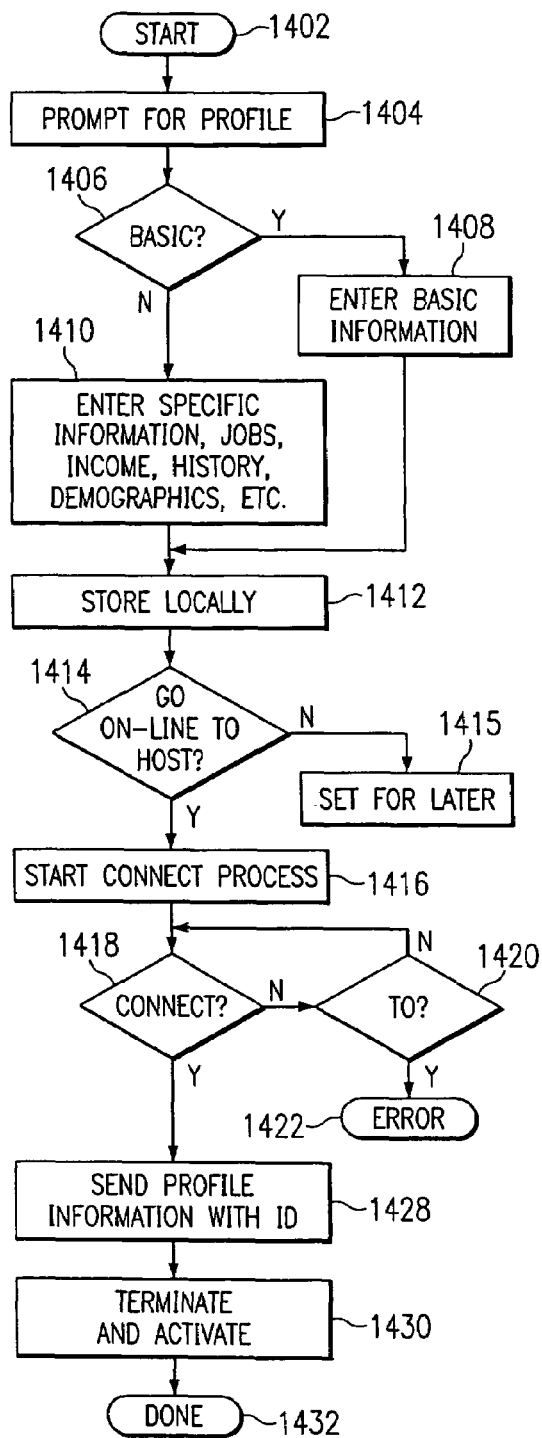 START
1402
PROMPT FOR PROFILE
1404
1406
BASIC?
Y
N
1408
ENTER BASIC
INFORMATION
1410
ENTER SPECIFIC
INFORMATION, JOBS,
INCOME, HISTORY,
DEMOGRAPHICS, ETC.
STORE LOCALLY
1412
1414
GO
ON-LINE TO
HOST?
N
Y
1415
SET FOR LATER
START CONNECT PROCESS
1416
1418
CONNECT?
N
Y
N
1420
TO?
Y
1422
ERROR
SEND PROFILE
INFORMATION WITH ID
1428
TERMINATE
AND ACTIVATE
1430
DONE
1432